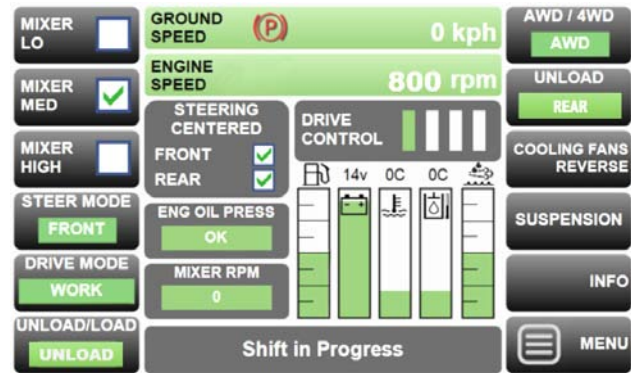 MIXER
LO
MIXER
MED
MIXER
HIGH
STEER MODE
FRONT
DRIVE MODE
WORK
UNLOAD/LOAD
UNLOAD
GROUND
SPEED
P
0 kph
ENGINE
SPEED
800 rpm
STEERING
CENTERED
FRONT
REAR
DRIVE
CONTROL
ENG OIL PRESS
OK
MIXER RPM
0
14v
0C
0C
Shift in Progress
AWD / 4WD
AWD
UNLOAD
REAR
COOLING FANS
REVERSE
SUSPENSION
INFO
MENU